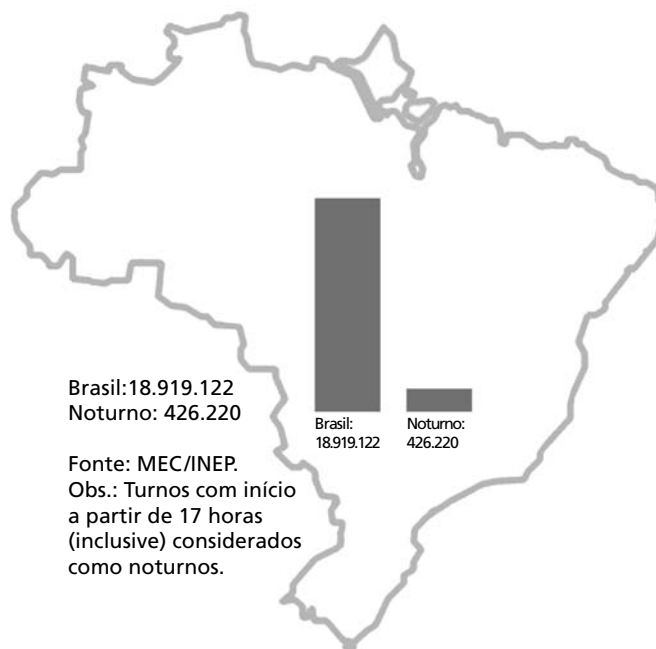 Brasil:18.919.122
Noturno: 426.220
Fonte: MEC/INEP.
Obs.: Turnos com início
a partir de 17 horas
(inclusive) considerados
como noturnos.
Brasil:
18.919.122
Noturno:
426.220